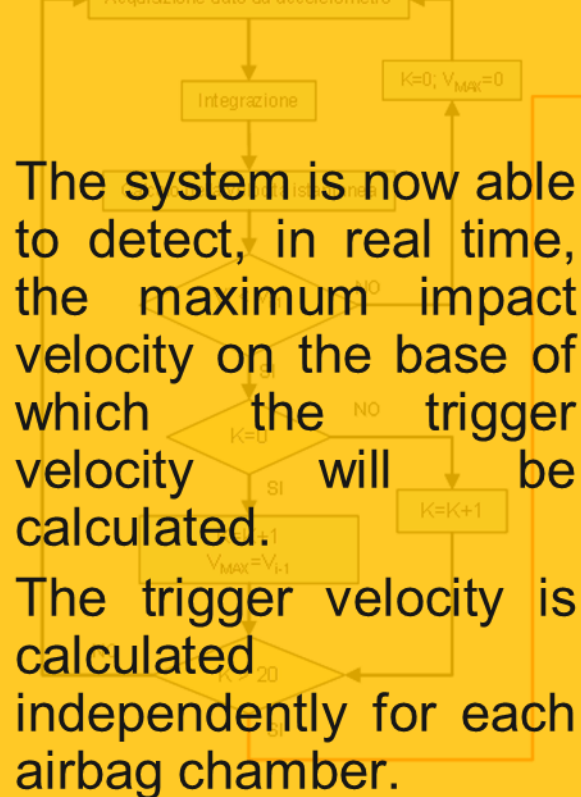 Acquisizione dato da accelerometro
K=0; VMAX=0
Integrazione
The system is now able
to detect, in real time,
the maximum impact
velocity on the base of
which the trigger
velocity will be
calculated.
The trigger velocity is
calculated
independently for each
airbag chamber.
NO
SI
K=0
NO
SI
K=K+1
K=K+1
VMAX=Vi-1
K > 20
SI